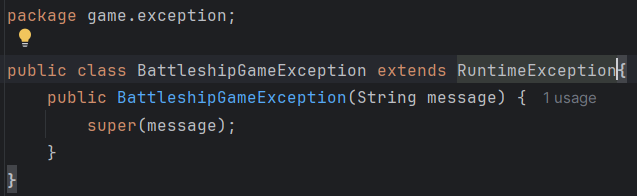 package game.exception;
public class BattleshipGameException extends RuntimeException{
public BattleshipGameException(String message) { 1 usage
super(message);
}
}